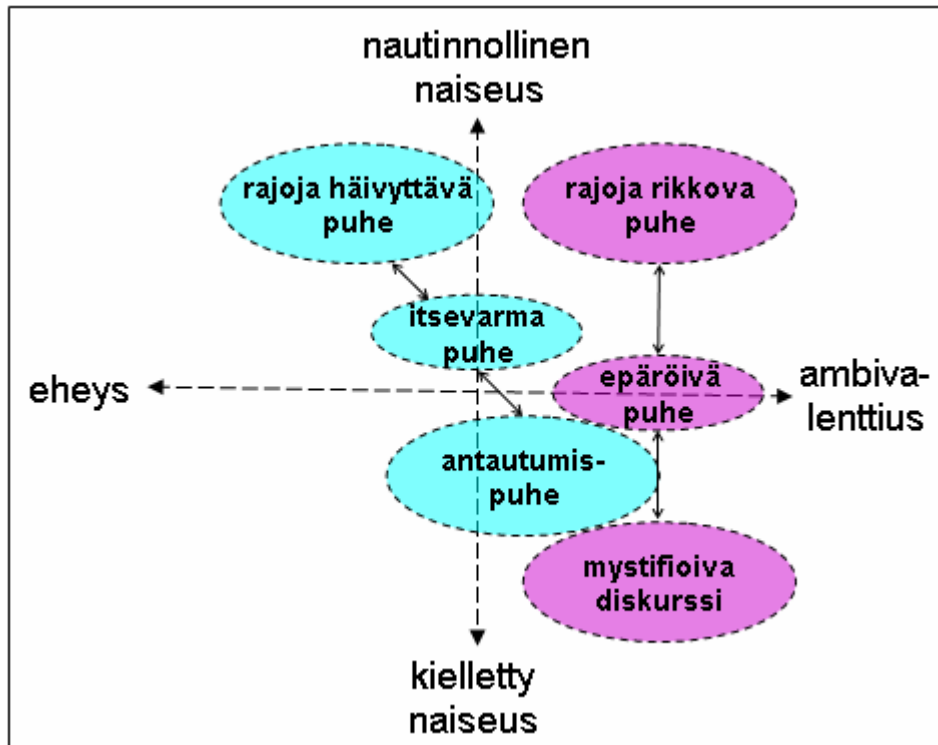 nautinnollinen
naiseus
rajoja häivyttävä
puhe
rajoja rikkova
puhe
itsevarma
puhe
eheys
epäröivä
puhe
ambiva-
lenttius
antautumis-
puhe
mystifioiva
diskurssi
kielletty
naiseus